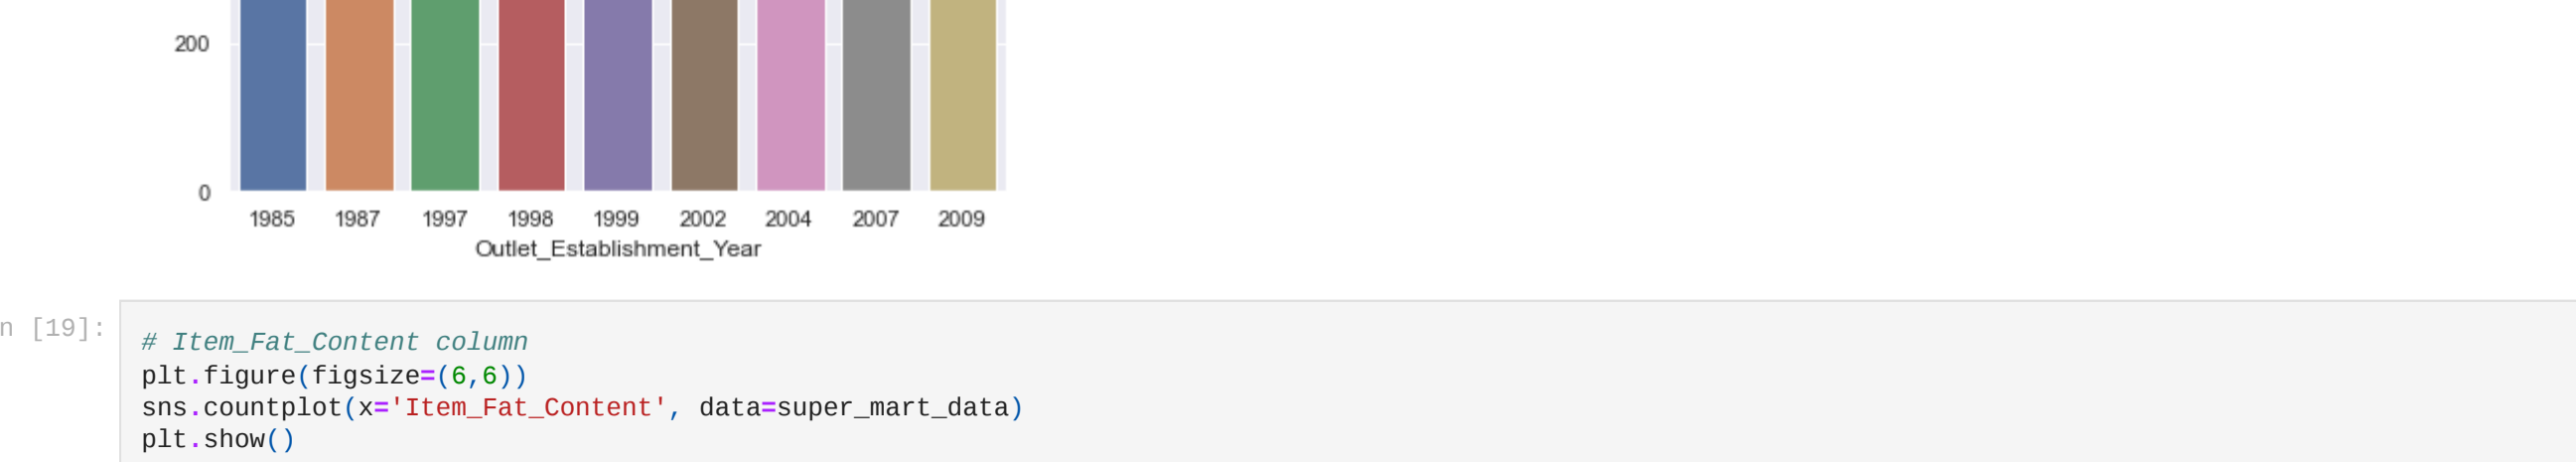 200
0
1985 1987 1997 1998 1999 2002 2004 2007 2009
Outlet_Establishment_Year
n [19]:
# Item_Fat_Content column
plt.figure(figsize=(6,6))
sns.countplot(x='Item_Fat_Content', data=super_mart_data)
plt.show()